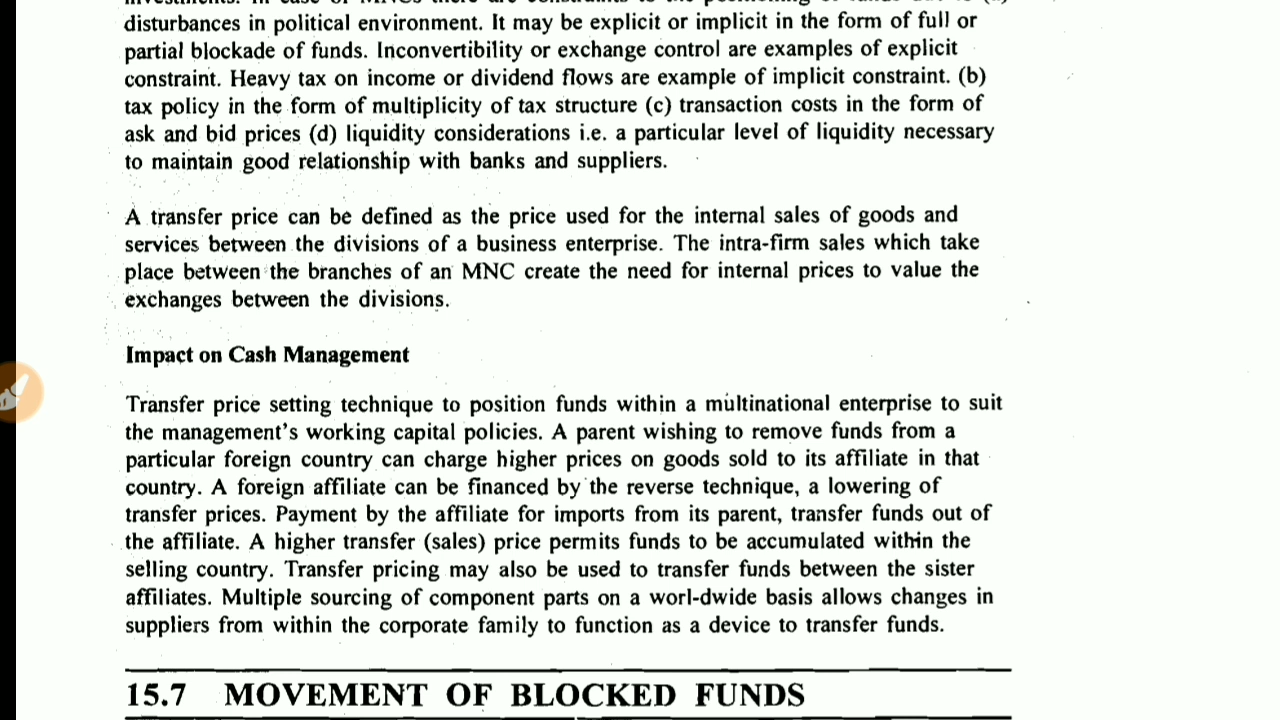 disturbances in political environment. It may be explicit or implicit in the form of full or
partial blockade of funds. Inconvertibility or exchange control are examples of explicit
constraint. Heavy tax on income or dividend flows are example of implicit constraint. (b)
tax policy in the form of multiplicity of tax structure (c) transaction costs in the form of
ask and bid prices (d) liquidity considerations i.e. a particular level of liquidity necessary
to maintain good relationship with banks and suppliers.
A transfer price can be defined as the price used for the internal sales of goods and
services between the divisions of a business enterprise. The intra-firm sales which take
place between the branches of an MNC create the need for internal prices to value the
exchanges between the divisions.
Impact on Cash Management
Transfer price setting technique to position funds within a multinational enterprise to suit
the management's working capital policies. A parent wishing to remove funds from a
particular foreign country can charge higher prices on goods sold to its affiliate in that
country. A foreign affiliate can be financed by the reverse technique, a lowering of
transfer prices. Payment by the affiliate for imports from its parent, transfer funds out of
the affiliate. A higher transfer (sales) price permits funds to be accumulated within the
selling country. Transfer pricing may also be used to transfer funds between the sister
affiliates. Multiple sourcing of component parts on a worl-dwide basis allows changes in
suppliers from within the corporate family to function as a device to transfer funds.
15.7 MOVEMENT OF BLOCKED FUNDS